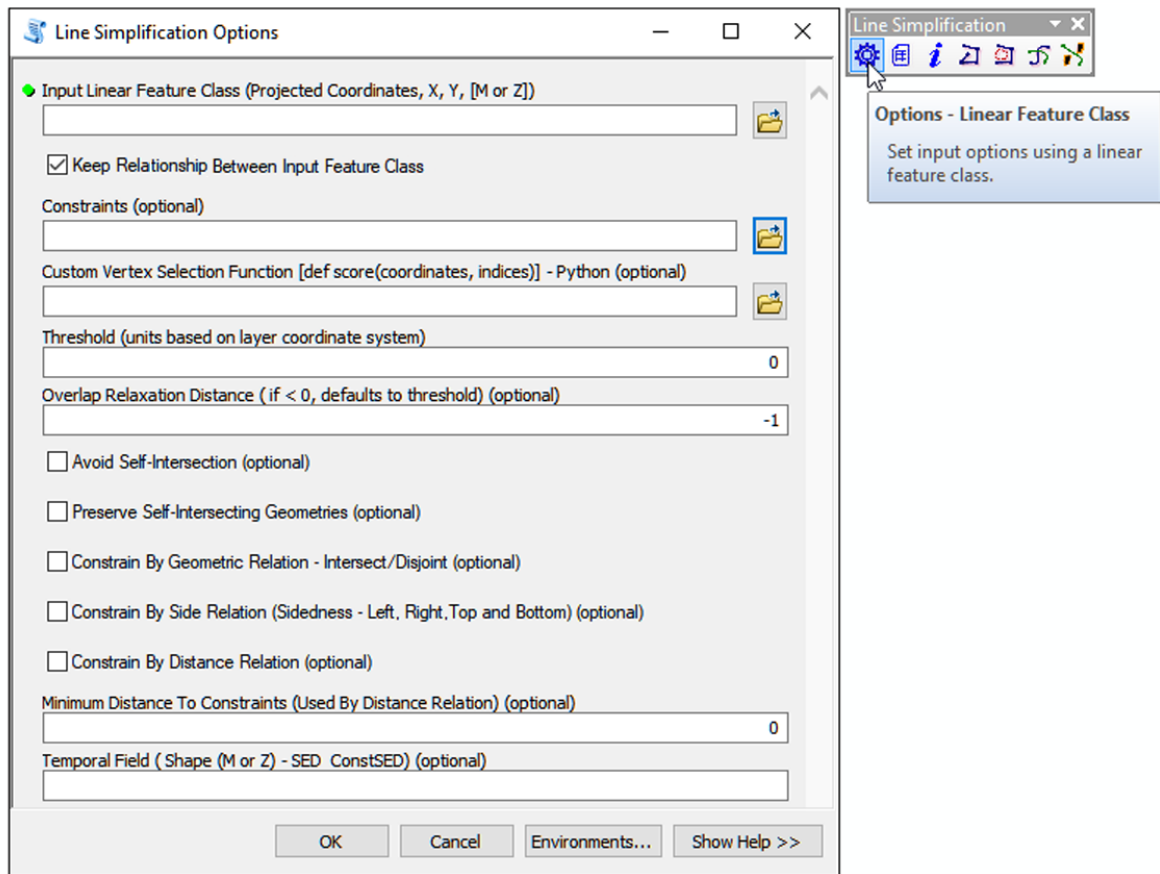 Line Simplification Options
Input Linear Feature Class (Projected Coordinates, X, Y, [M or Z])
Keep Relationship Between Input Feature Class
Constraints (optional)
Custom Vertex Selection Function [def score(coordinates, indices)] - Python (optional)
Threshold (units based on layer coordinate system)
0
Overlap Relaxation Distance ( if < 0, defaults to threshold) (optional)
-1
Avoid Self-Intersection (optional)
Preserve Self-Intersecting Geometries (optional)
Constrain By Geometric Relation - Intersect/Disjoint (optional)
Constrain By Side Relation (Sidedness - Left, Right,Top and Bottom) (optional)
Constrain By Distance Relation (optional)
Minimum Distance To Constraints (Used By Distance Relation) (optional)
0
Temporal Field ( Shape (M or Z) - SED ConstSED) (optional)
OK
Cancel
Environments...
Show Help >>
Line Simplification
Options - Linear Feature Class
Set input options using a linear
feature class.